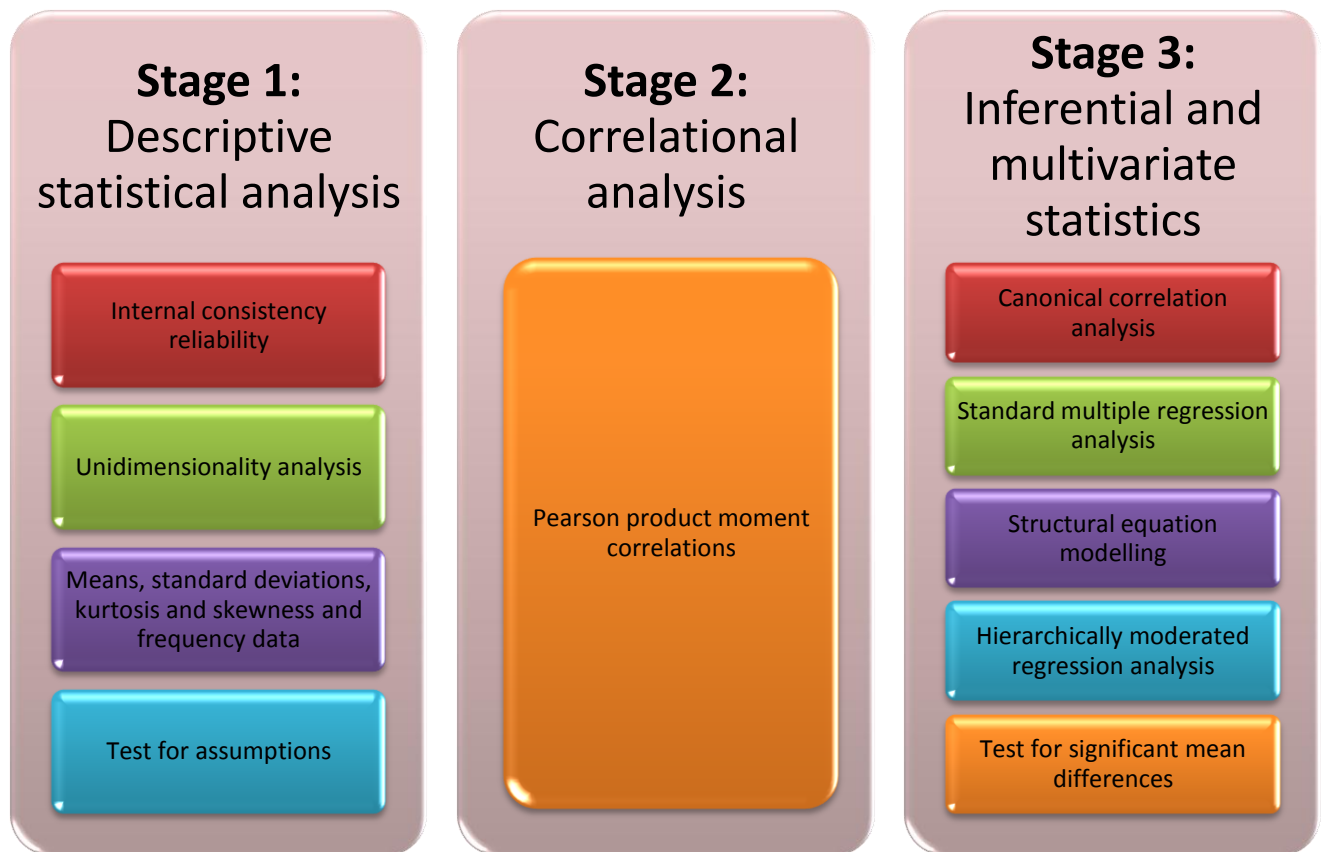 Stage 1:
Descriptive
statistical analysis
Internal consistency
reliability
Unidimensionality analysis
Means, standard deviations,
kurtosis and skewness and
frequency data
Test for assumptions
Stage 2:
Correlational
analysis
Pearson product moment
correlations
Stage 3:
Inferential and
multivariate
statistics
Canonical correlation
analysis
Standard multiple regression
analysis
Structural equation
modelling
Hierarchically moderated
regression analysis
Test for significant mean
differences